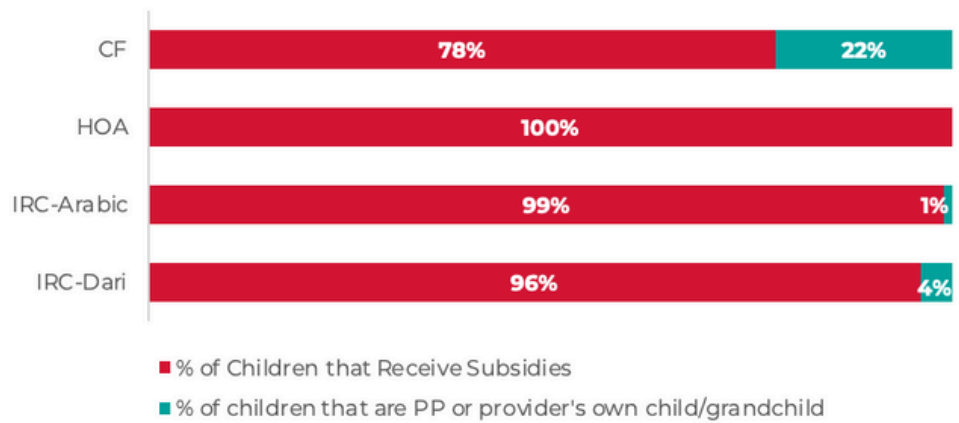 CF 78% 22%
HOA 100%
IRC-Arabic 99% 1%
IRC-Dari 96% 4%
% of Children that Receive Subsidies
% of children that are PP or provider's own child/grandchild